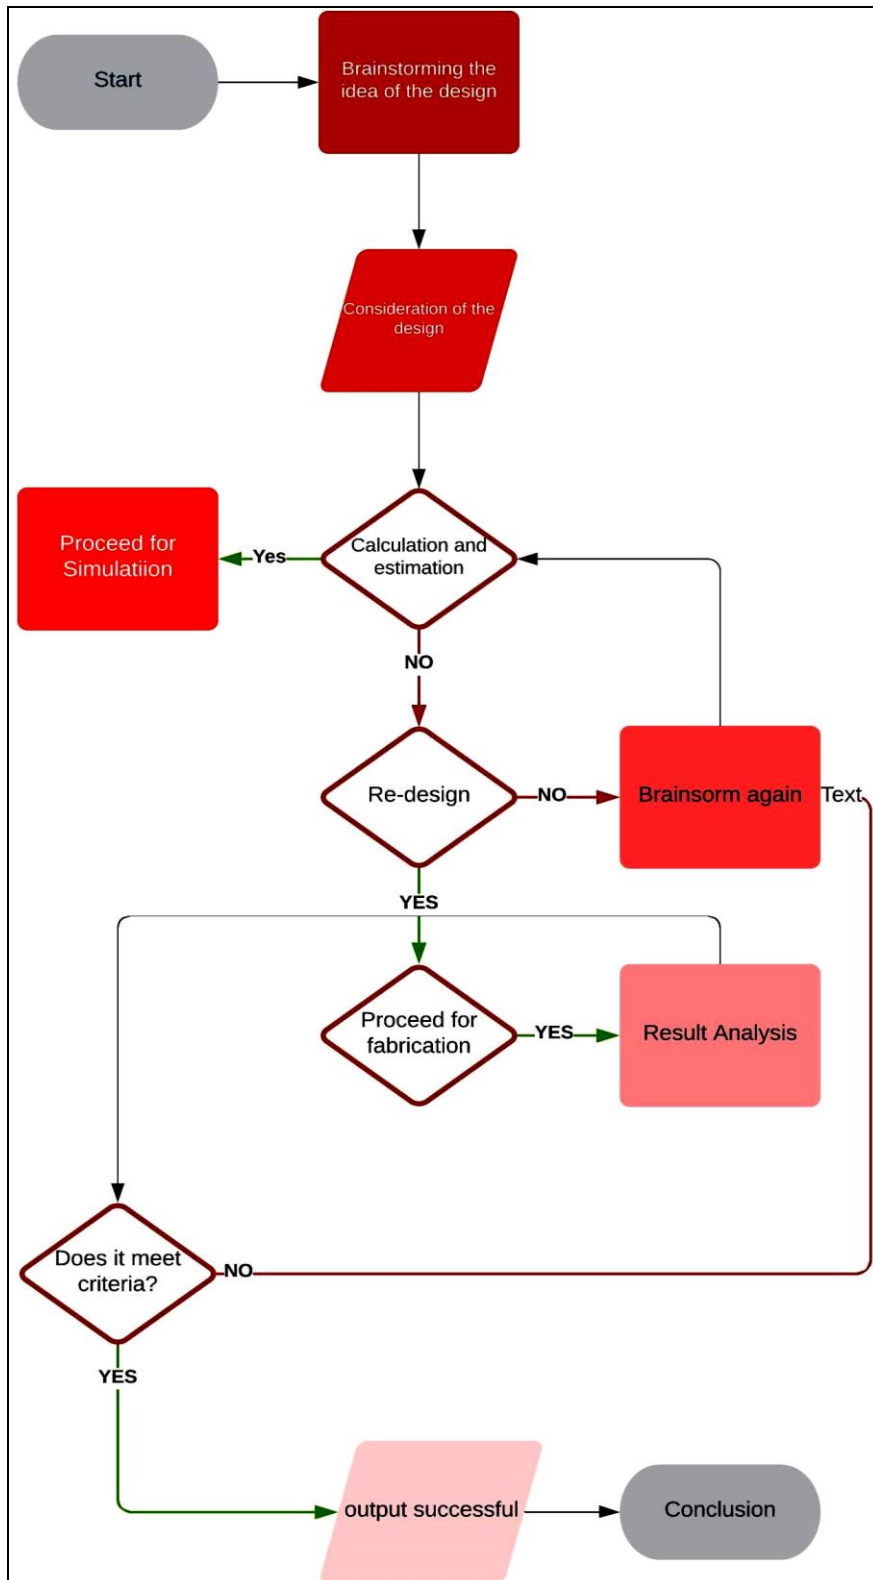 Start
Brainstorming the
idea of the design
Consideration of the
design
Proceed for
Simulatiion
Yes
Calculation and
estimation
NO
Re-design
NO
Brainsorm again
Text
YES
Proceed for
fabrication
YES
Result Analysis
Does it meet
criteria?
NO
YES
output successful
Conclusion